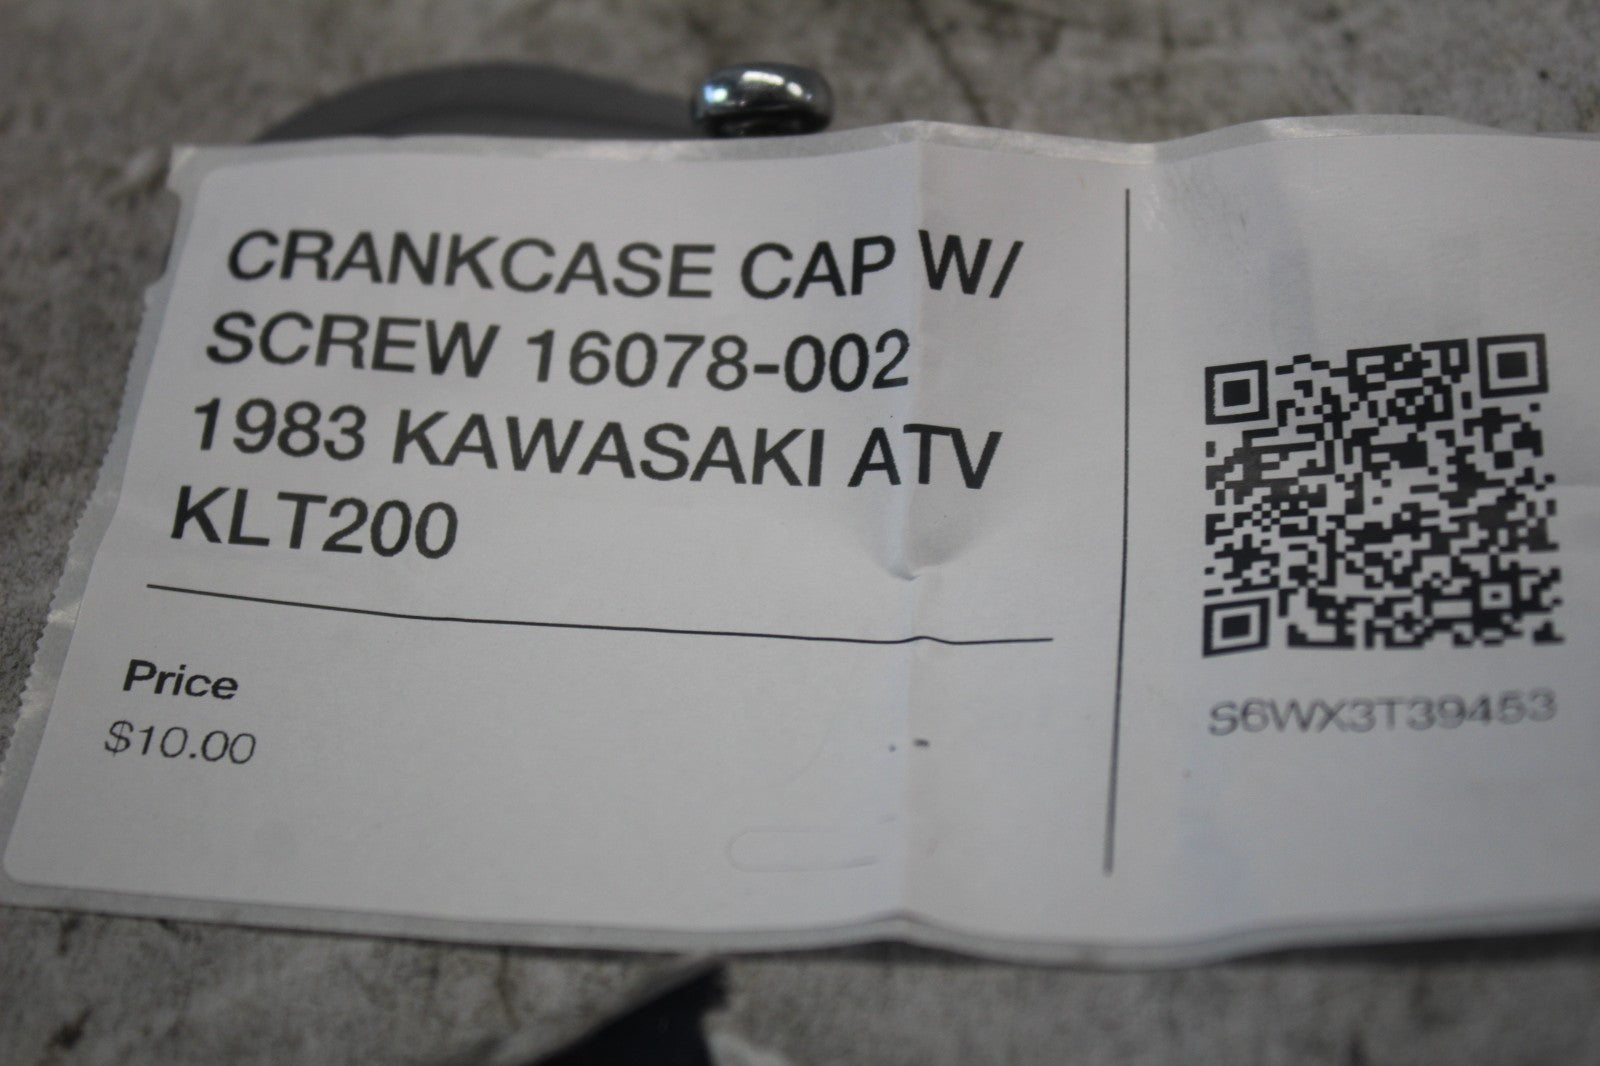 CRANKCASE CAP W/
SCREW 16078-002
1983 KAWASAKI ATV
KLT200
Price
$10.00
S6WX3T39453